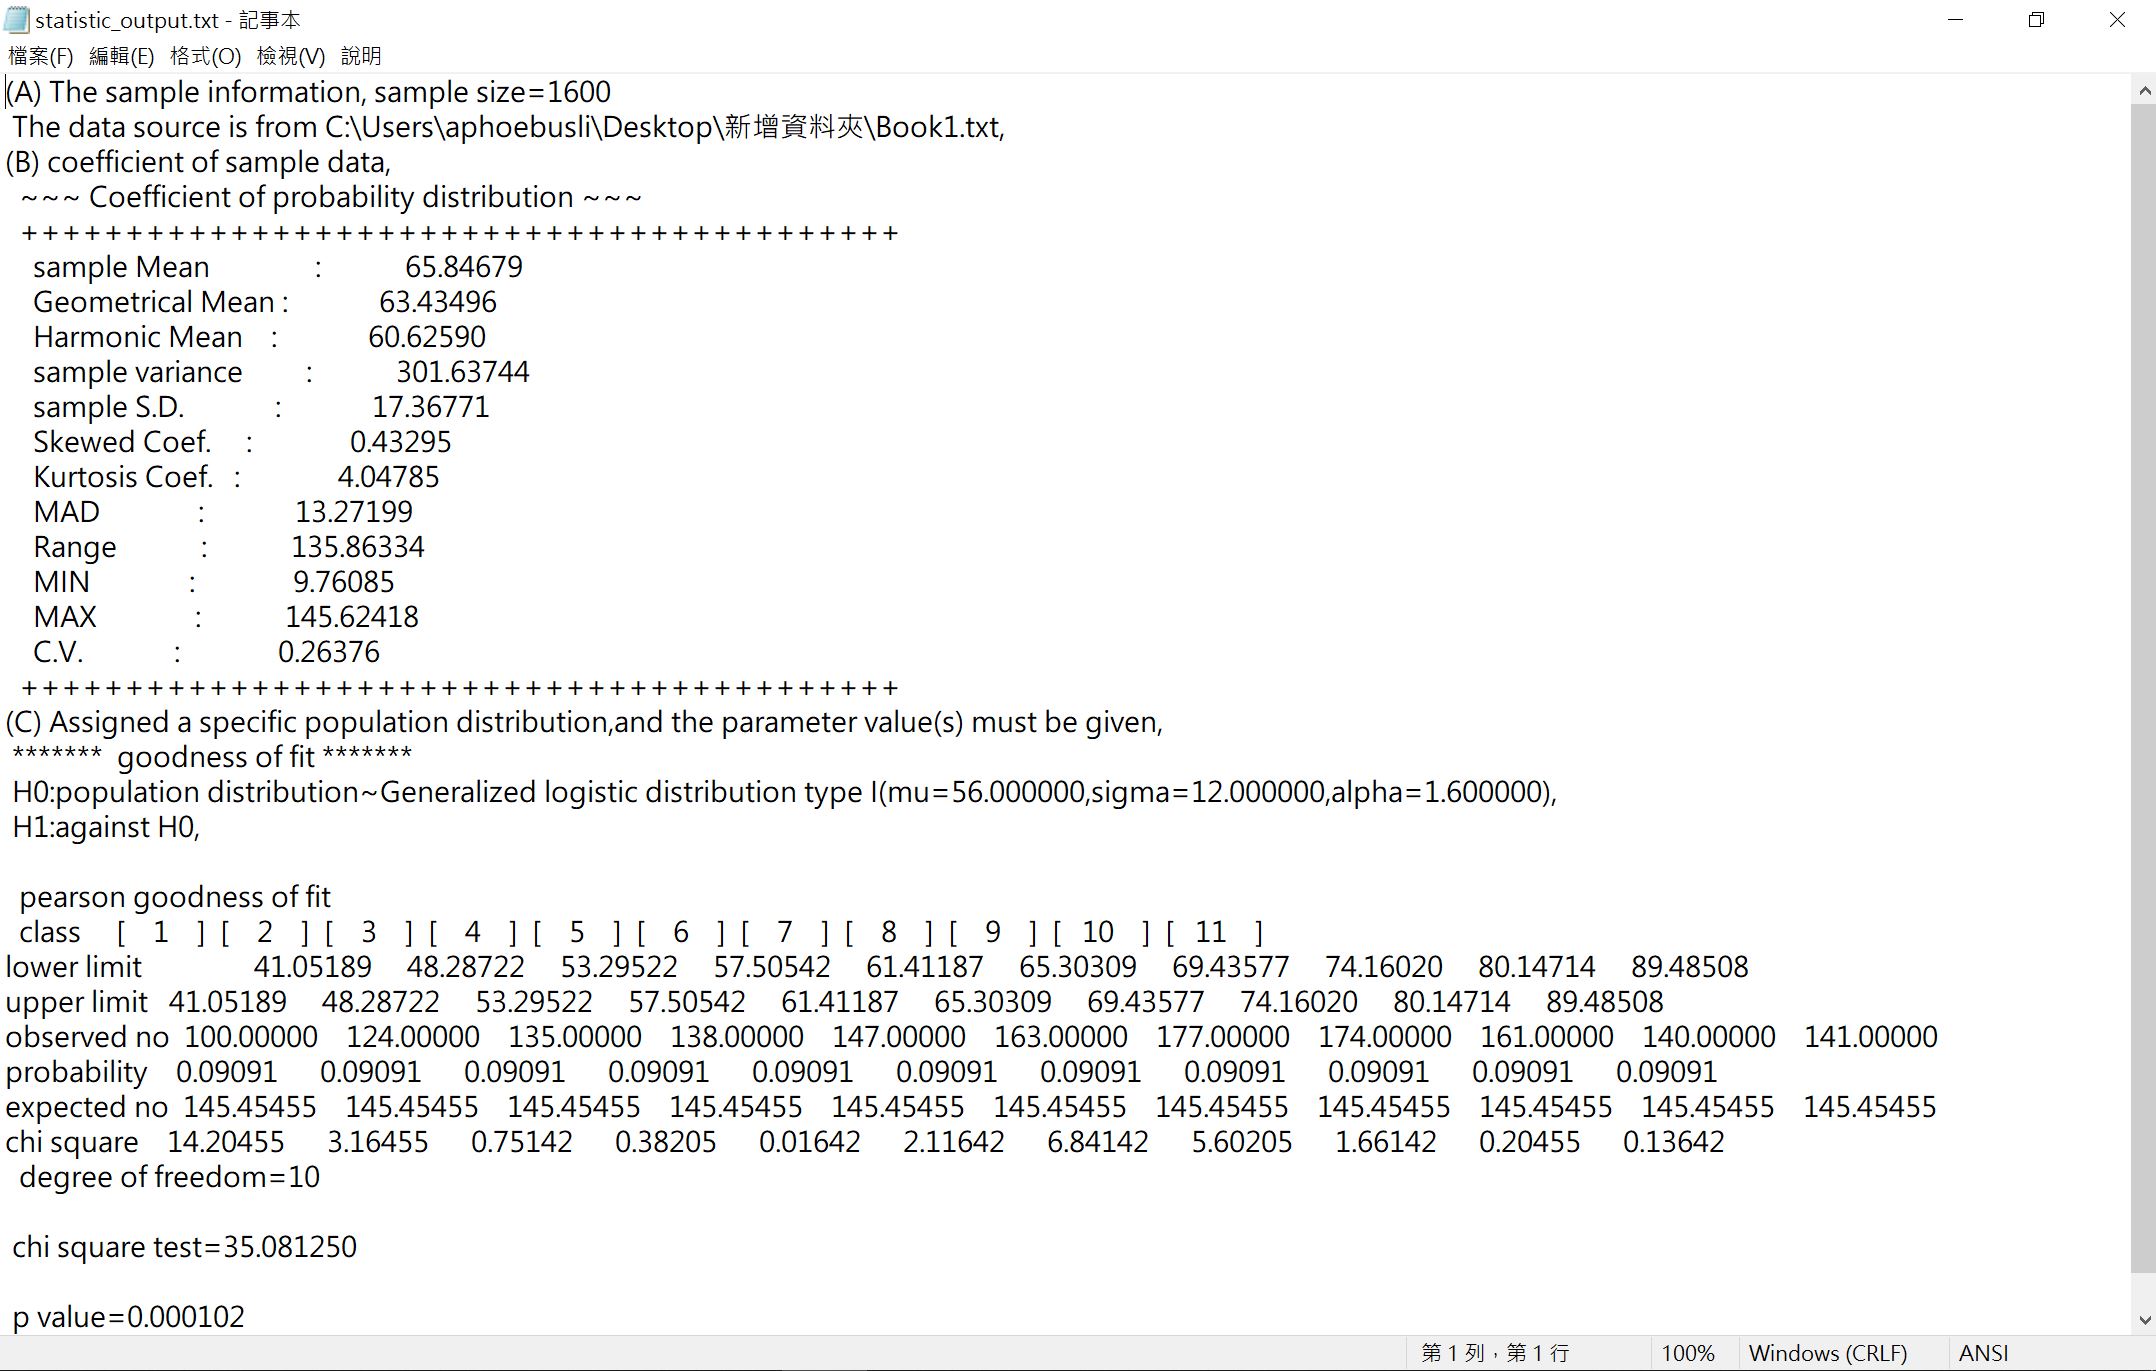 statistic_output.txt - 記事本
檔案(F) 編輯(E) 格式(O) 檢視(V) 說明
(A) The sample information, sample size=1600
The data source is from C:\Users\aphoebusli\Desktop\新增資料夾\Book1.txt,
(B) coefficient of sample data,
~~~ Coefficient of probability distribution ~~~
++++++++++++++++++++++++++++++++++++++++++
sample Mean : 65.84679
Geometrical Mean : 63.43496
Harmonic Mean : 60.62590
sample variance : 301.63744
sample S.D. : 17.36771
Skewed Coef. : 0.43295
Kurtosis Coef. : 4.04785
MAD : 13.27199
Range : 135.86334
MIN : 9.76085
MAX : 145.62418
C.V. : 0.26376
++++++++++++++++++++++++++++++++++++++++++
(C) Assigned a specific population distribution,and the parameter value(s) must be given,
******* goodness of fit *******
H0:population distribution~Generalized logistic distribution type I(mu=56.000000,sigma=12.000000,alpha=1.600000),
H1:against H0,
pearson goodness of fit
class [ 1 ] [ 2 ] [ 3 ] [ 4 ] [ 5 ] [ 6 ] [ 7 ] [ 8 ] [ 9 ] [ 10 ] [ 11 ]
lower limit 41.05189 48.28722 53.29522 57.50542 61.41187 65.30309 69.43577 74.16020 80.14714 89.48508
upper limit 41.05189 48.28722 53.29522 57.50542 61.41187 65.30309 69.43577 74.16020 80.14714 89.48508
observed no 100.00000 124.00000 135.00000 138.00000 147.00000 163.00000 177.00000 174.00000 161.00000 140.00000 141.00000
probability 0.09091 0.09091 0.09091 0.09091 0.09091 0.09091 0.09091 0.09091 0.09091 0.09091 0.09091
expected no 145.45455 145.45455 145.45455 145.45455 145.45455 145.45455 145.45455 145.45455 145.45455 145.45455 145.45455
chi square 14.20455 3.16455 0.75142 0.38205 0.01642 2.11642 6.84142 5.60205 1.66142 0.20455 0.13642
degree of freedom=10
chi square test=35.081250
p value=0.000102
第 1 列，第 1 行 100% Windows (CRLF) ANSI